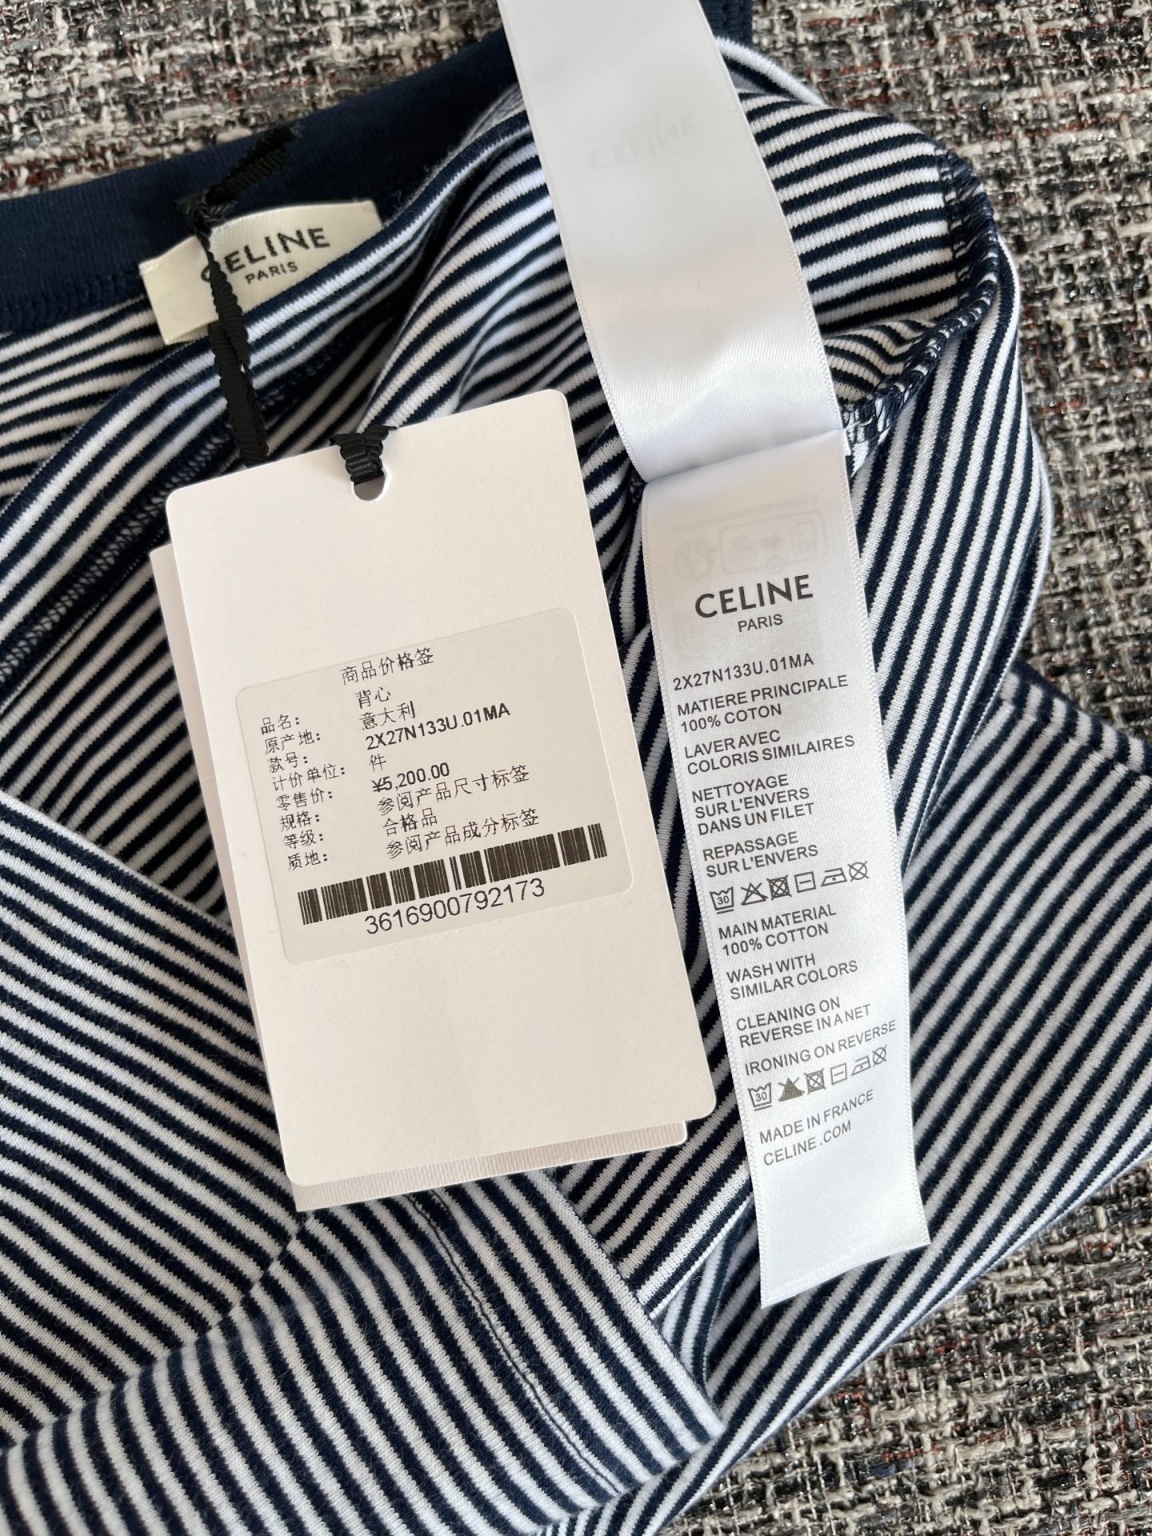 CELINE
PARIS
CELINE
商品价格签
品名: 背心
原产地: 意大利
款号: 2X27N133U.01MA
计价单位: 件
零售价: ¥5,200.00
规格: 参阅产品尺寸标签
等级: 合格品
质地: 参阅产品成分标签
3616900792173
CELINE
PARIS
2X27N133U.01MA
MATIERE PRINCIPALE
100% COTON
LAVER AVEC
COLORIS SIMILAIRES
NETTOYAGE
SUR L'ENVERS
DANS UN FILET
REPASSAGE
SUR L'ENVERS
30
MAIN MATERIAL
100% COTTON
WASH WITH
SIMILAR COLORS
CLEANING ON
REVERSE IN A NET
IRONING ON REVERSE
30
MADE IN FRANCE
CELINE .COM